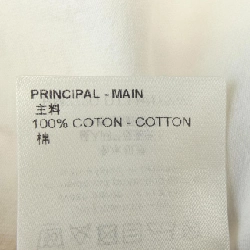 PRINCIPAL - MAIN
主料
100% COTON - COTTON
棉